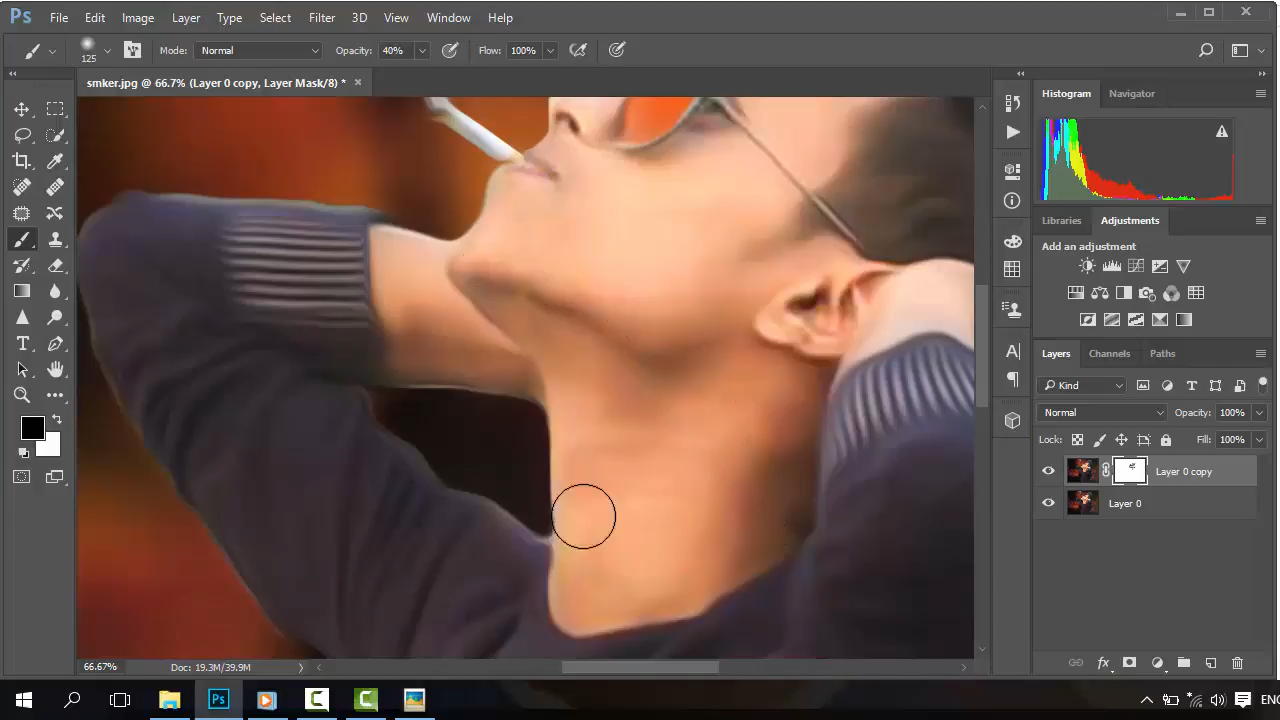 Ps File Edit Image Layer Type Select Filter 3D View Window Help
125 Mode: Normal Opacity: 40% Flow: 100%
smker.jpg @ 66.7% (Layer 0 copy, Layer Mask/8) * ×
Histogram Navigator
Libraries Adjustments
Add an adjustment
Layers Channels Paths
Kind
Normal Opacity: 100%
Lock: Fill: 100%
Layer 0 copy
Layer 0
fx
66.67% Doc: 19.3M/39.9M
Ps ENG